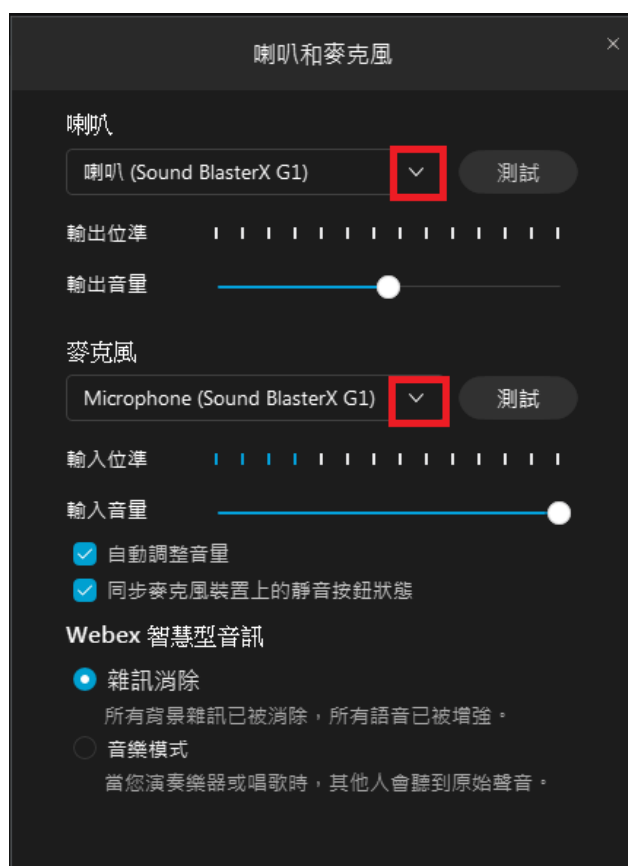 喇叭和麥克風
喇叭
喇叭 (Sound BlasterX G1)
測試
輸出位準
輸出音量
麥克風
Microphone (Sound BlasterX G1)
測試
輸入位準
輸入音量
自動調整音量
同步麥克風裝置上的靜音按鈕狀態
Webex 智慧型音訊
雜訊消除
所有背景雜訊已被消除，所有語音已被增強。
音樂模式
當您演奏樂器或唱歌時，其他人會聽到原始聲音。